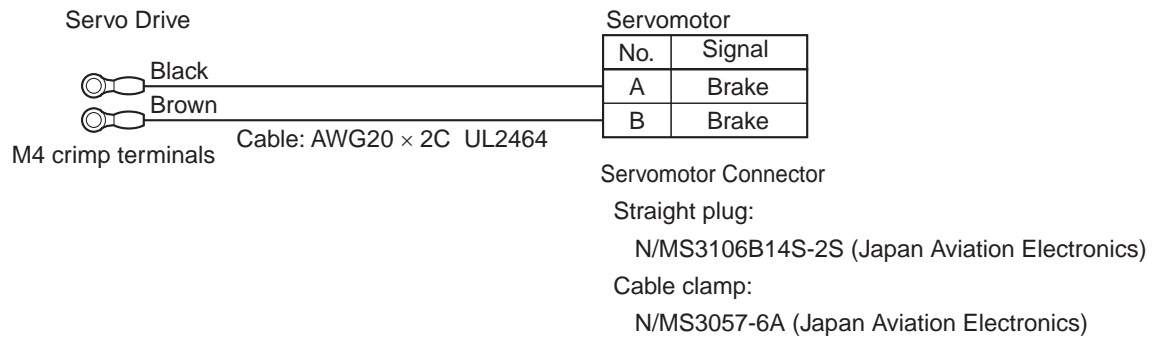 Servo Drive
Servomotor
No. Signal
Black
A Brake
Brown
B Brake
Cable: AWG20 × 2C UL2464
M4 crimp terminals
Servomotor Connector
Straight plug:
N/MS3106B14S-2S (Japan Aviation Electronics)
Cable clamp:
N/MS3057-6A (Japan Aviation Electronics)